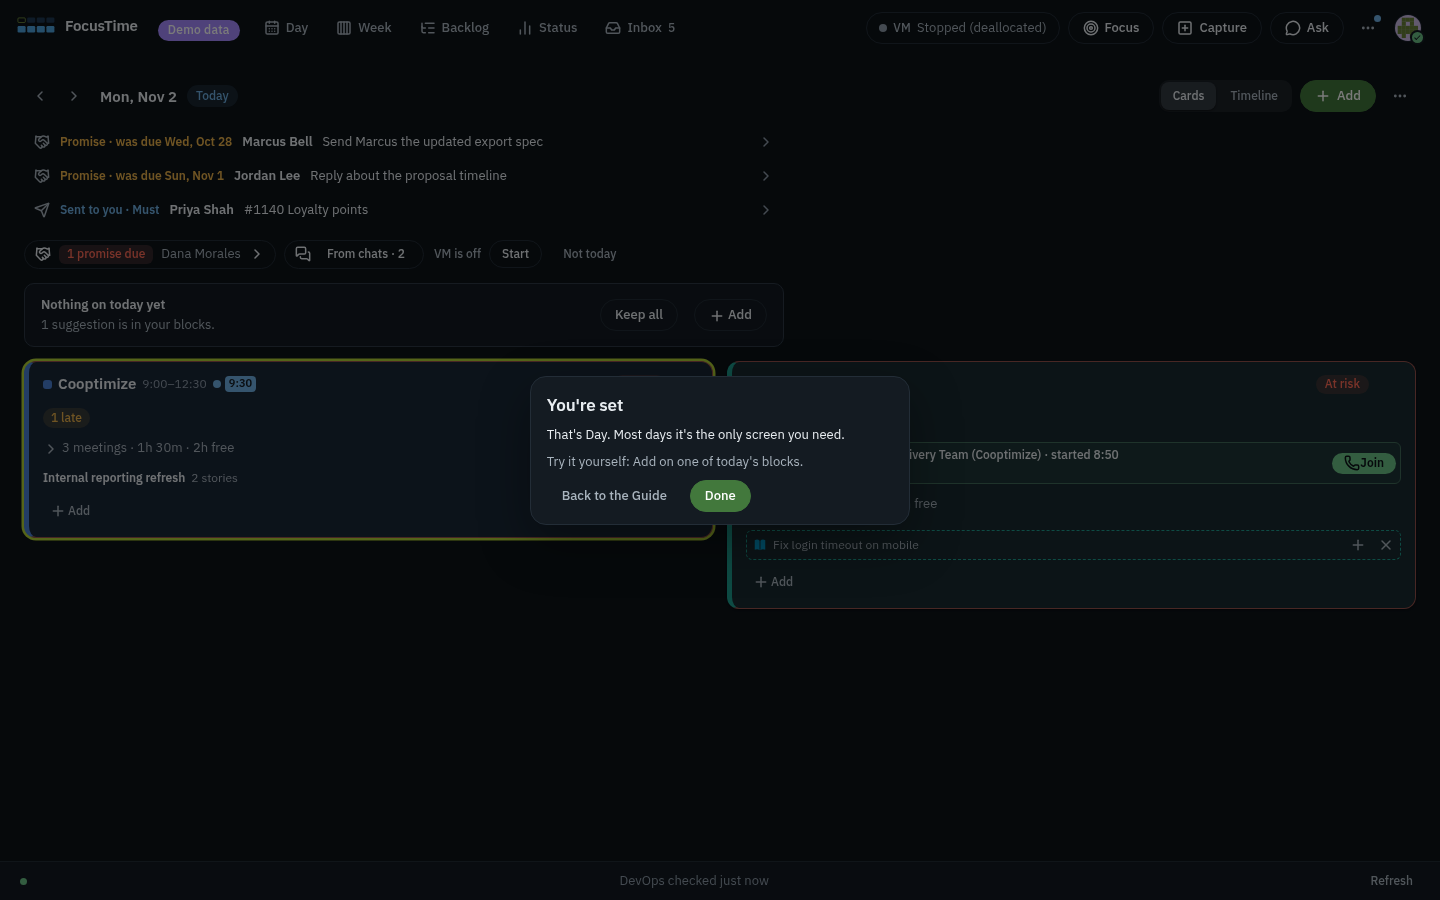 FocusTime
Demo data
Day
Week
Backlog
Status
Inbox 5
VM Stopped (deallocated)
Focus
Capture
Ask
Mon, Nov 2
Today
Cards
Timeline
Add
Promise · was due Wed, Oct 28 Marcus Bell Send Marcus the updated export spec
Promise · was due Sun, Nov 1 Jordan Lee Reply about the proposal timeline
Sent to you · Must Priya Shah #1140 Loyalty points
1 promise due Dana Morales
From chats · 2
VM is off
Start
Not today
Nothing on today yet
1 suggestion is in your blocks.
Keep all
Add
Cooptimize 9:00–12:30 9:30
1 late
3 meetings · 1h 30m · 2h free
Internal reporting refresh 2 stories
Add
You're set
That's Day. Most days it's the only screen you need.
Try it yourself: Add on one of today's blocks.
Back to the Guide
Done
At risk
ivery Team (Cooptimize) · started 8:50
Join
free
Fix login timeout on mobile
Add
DevOps checked just now
Refresh